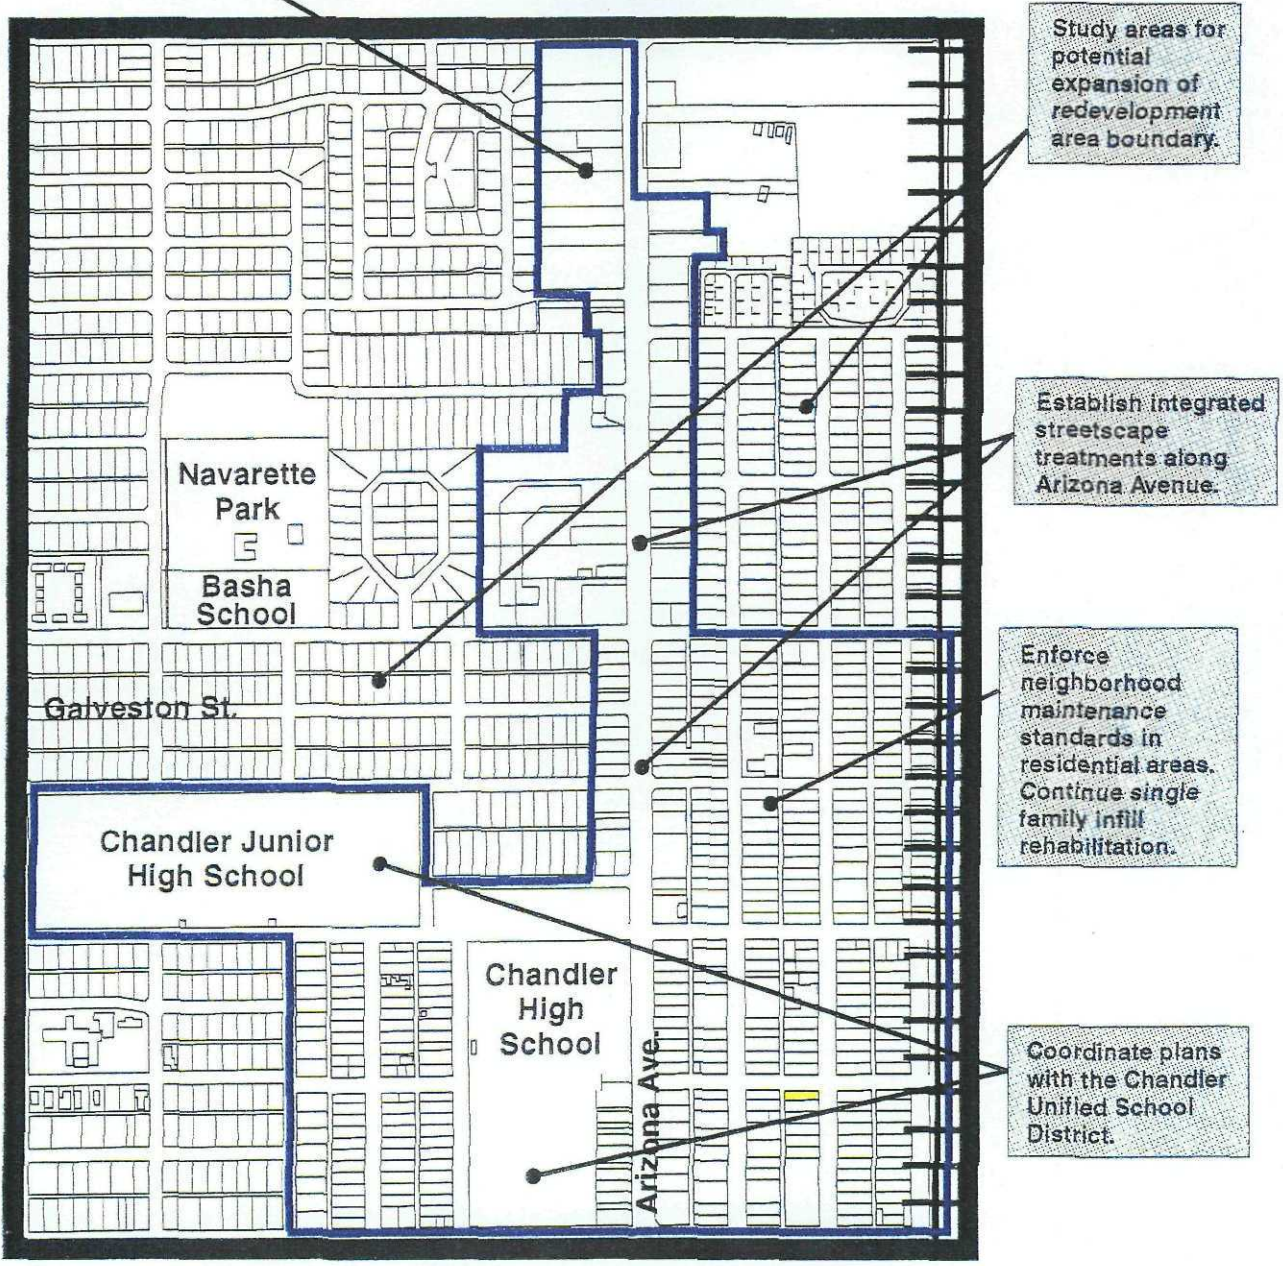 Study areas for
potential
expansion of
redevelopment
area boundary.
Establish integrated
streetscape
treatments along
Arizona Avenue.
Navarette
Park
Basha
School
Enforce
neighborhood
maintenance
standards in
residential areas.
Continue single
family infill
rehabilitation.
Galveston St.
Chandler Junior
High School
Chandler
High
School
Arizona Ave.
Coordinate plans
with the Chandler
Unified School
District.